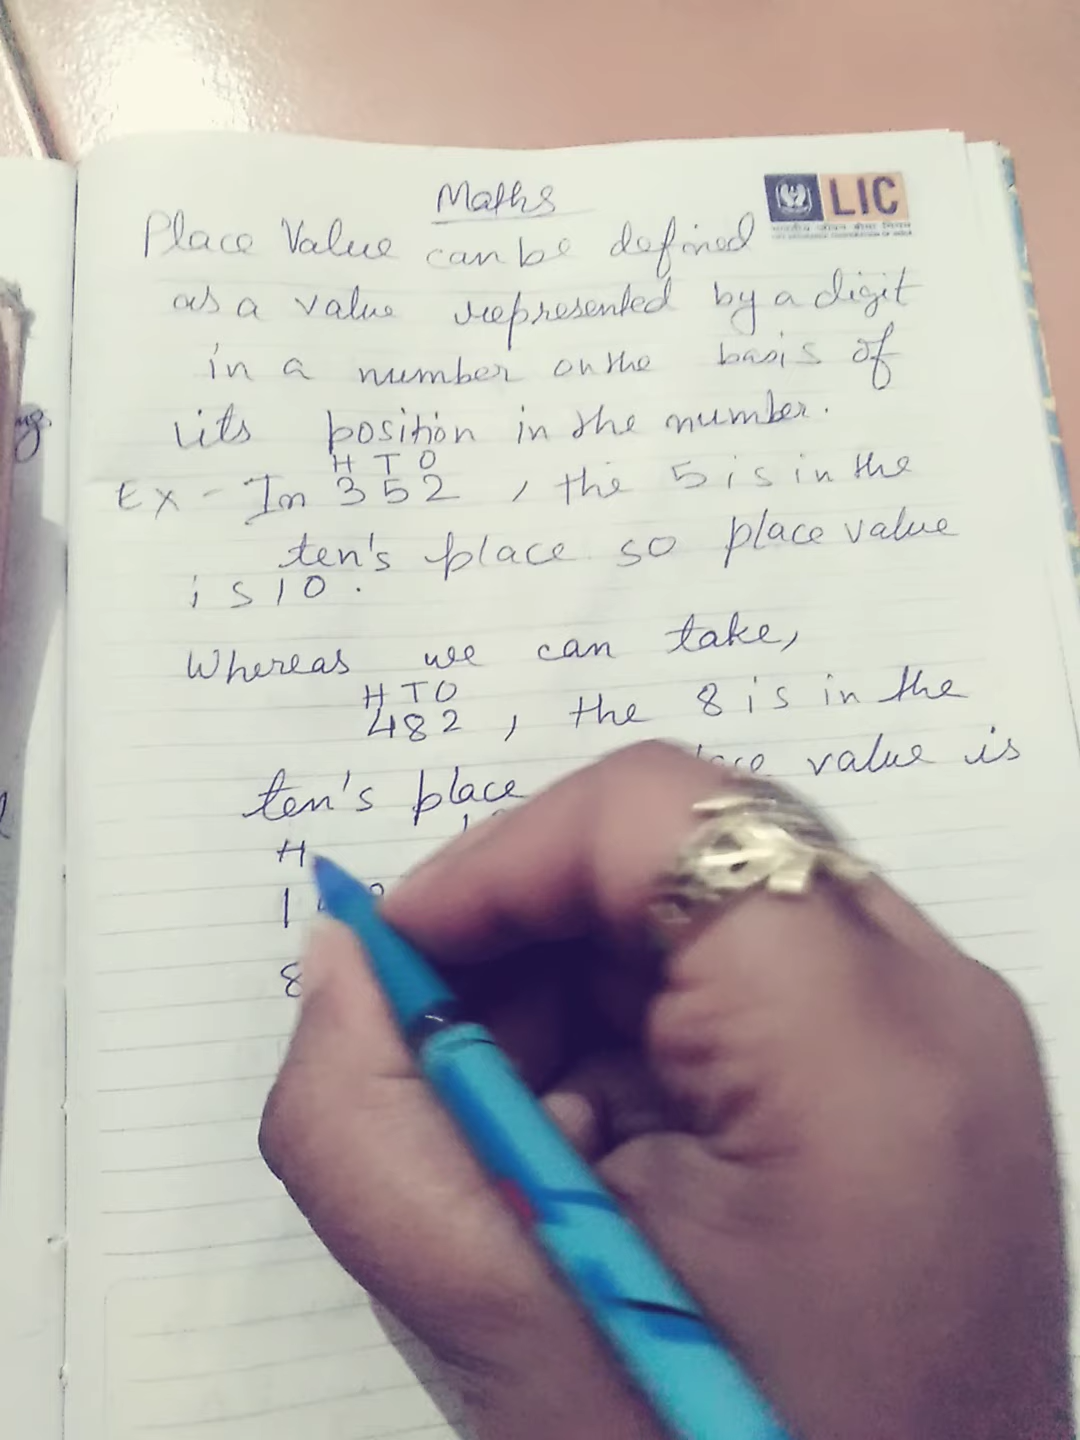 Maths
LIC
Place Value can be defined
as a value represented by a digit
in a number on the basis of
its position in the number.
H T O
Ex - In 352, the 5 is in the
ten's place so place value
is 10.
Whereas we can take,
H T O
482, the 8 is in the
ten's place value is
H
1
8